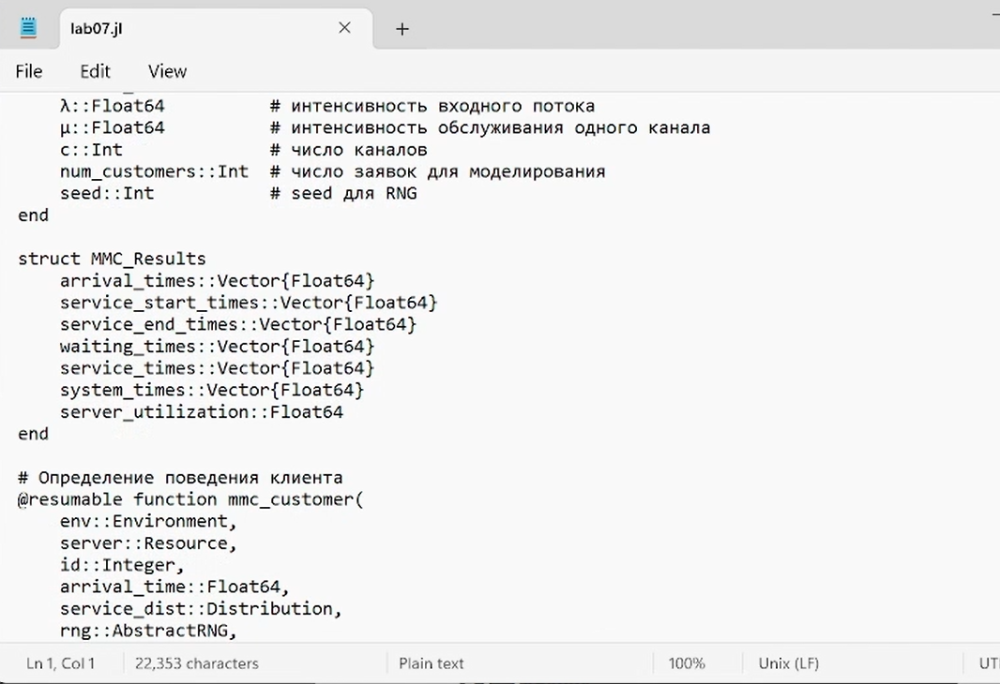 lab07.jl
File Edit View
λ::Float64 # интенсивность входного потока
μ::Float64 # интенсивность обслуживания одного канала
c::Int # число каналов
num_customers::Int # число заявок для моделирования
seed::Int # seed для RNG
end
struct MMC_Results
arrival_times::Vector{Float64}
service_start_times::Vector{Float64}
service_end_times::Vector{Float64}
waiting_times::Vector{Float64}
service_times::Vector{Float64}
system_times::Vector{Float64}
server_utilization::Float64
end
# Определение поведения клиента
@resumable function mmc_customer(
env::Environment,
server::Resource,
id::Integer,
arrival_time::Float64,
service_dist::Distribution,
rng::AbstractRNG,
Ln 1, Col 1 22,353 characters Plain text 100% Unix (LF)